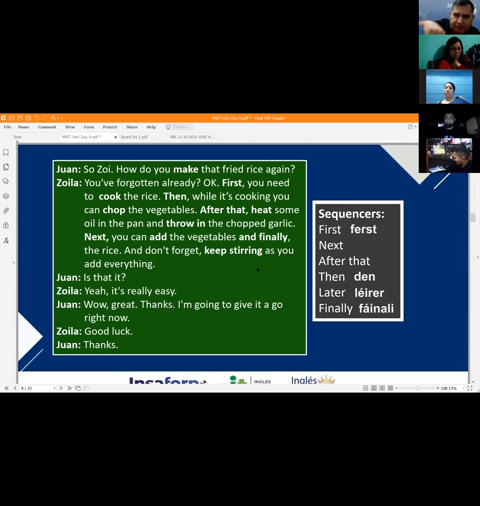 File Home Comment View Form Protect Share Help
Start
Juan: So Zoi. How do you make that fried rice again?
Zoila: You've forgotten already? OK. First, you need
to cook the rice. Then, while it's cooking you
can chop the vegetables. After that, heat some
oil in the pan and throw in the chopped garlic.
Next, you can add the vegetables and finally,
the rice. And don't forget, keep stirring as you
add everything.
Juan: Is that it?
Zoila: Yeah, it's really easy.
Juan: Wow, great. Thanks. I'm going to give it a go
right now.
Zoila: Good luck.
Juan: Thanks.
Sequencers:
First ferst
Next
After that
Then den
Later léirer
Finally fáinali
Insaforp
INGLÉS
Inglés